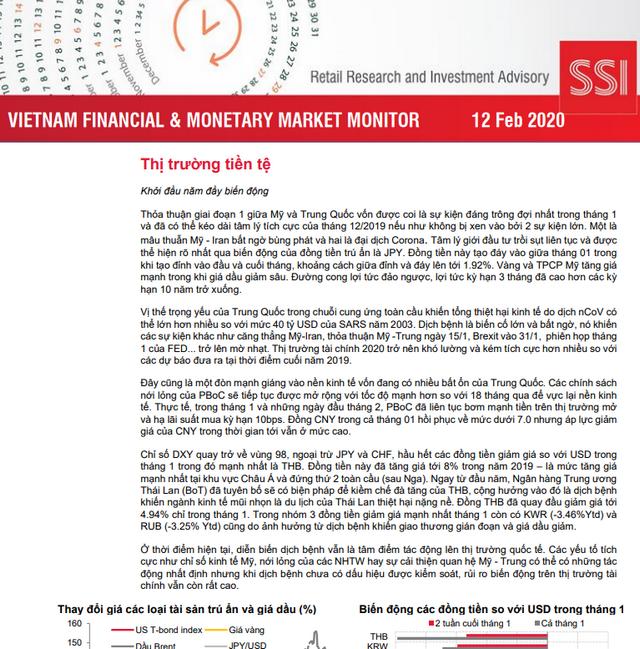 Retail Research and Investment Advisory
SSI
VIETNAM FINANCIAL & MONETARY MARKET MONITOR 12 Feb 2020
Thị trường tiền tệ
Khởi đầu năm đầy biến động
Thỏa thuận giai đoạn 1 giữa Mỹ và Trung Quốc vốn được coi là sự kiện đáng trông đợi nhất trong tháng 1
và đã có thể kéo dài tâm lý tích cực của tháng 12/2019 nếu như không bị xen vào bởi 2 sự kiện lớn. Một là
mâu thuẫn Mỹ - Iran bất ngờ bùng phát và hai là đại dịch Corona. Tâm lý giới đầu tư trồi sụt liên tục và được
thể hiện rõ nhất qua biến động của đồng tiền trú ẩn là JPY. Đồng tiền này tạo đáy vào giữa tháng 01 trong
khi tạo đỉnh vào đầu và cuối tháng, khoảng cách giữa đỉnh và đáy lên tới 1.92%. Vàng và TPCP Mỹ tăng giá
mạnh trong khi giá dầu giảm sâu. Đường cong lợi tức đảo ngược, lợi tức kỳ hạn 3 tháng đã cao hơn các kỳ
hạn 10 năm trở xuống.
Vị thế trọng yếu của Trung Quốc trong chuỗi cung ứng toàn cầu khiến tổng thiệt hại kinh tế do dịch nCoV có
thể lớn hơn nhiều so với mức 40 tỷ USD của SARS năm 2003. Dịch bệnh là biến cố lớn và bất ngờ, nó khiến
các sự kiện khác như căng thẳng Mỹ-Iran, thỏa thuận Mỹ -Trung ngày 15/1, Brexit vào 31/1, phiên họp tháng
1 của FED... trở lên mờ nhạt. Thị trường tài chính 2020 trở nên khó lường và kém tích cực hơn nhiều so với
các dự báo đưa ra tại thời điểm cuối năm 2019.
Đây cũng là một đòn mạnh giáng vào nền kinh tế vốn đang có nhiều bất ổn của Trung Quốc. Các chính sách
nới lỏng của PBoC sẽ tiếp tục được mở rộng với tốc độ mạnh hơn so với 18 tháng qua để vực lại nền kinh
tế. Thực tế, trong tháng 1 và những ngày đầu tháng 2, PBoC đã liên tục bơm mạnh tiền trên thị trường mở
và hạ lãi suất mua kỳ hạn 10bps. Đồng CNY trong cả tháng 01 hồi phục về mức dưới 7.0 nhưng áp lực giảm
giá của CNY trong thời gian tới vẫn ở mức cao.
Chỉ số DXY quay trở về vùng 98, ngoại trừ JPY và CHF, hầu hết các đồng tiền giảm giá so với USD trong
tháng 1 trong đó mạnh nhất là THB. Đồng tiền này đã tăng giá tới 8% trong năm 2019 – là mức tăng giá
mạnh nhất tại khu vực Châu Á và đứng thứ 2 toàn cầu (sau Nga). Ngay từ đầu năm, Ngân hàng Trung ương
Thái Lan (BoT) đã tuyên bố sẽ có biện pháp để kiềm chế đà tăng của THB, cộng hưởng vào đó là dịch bệnh
khiến ngành kinh tế mũi nhọn là du lịch của Thái Lan thiệt hại nặng nề. Đồng THB đã quay đầu giảm giá tới
4.94% chỉ trong tháng 1. Trong nhóm 3 đồng tiền giảm giá mạnh nhất tháng 1 còn có KWR (-3.46%Ytd) và
RUB (-3.25% Ytd) cũng do ảnh hưởng từ dịch bệnh khiến giao thương gián đoạn và giá dầu giảm.
Ở thời điểm hiện tại, diễn biến dịch bệnh vẫn là tâm điểm tác động lên thị trường quốc tế. Các yếu tố tích
cực như chỉ số kinh tế Mỹ, nới lỏng của các NHTW hay sự cải thiện quan hệ Mỹ - Trung có thể có những tác
động nhất định nhưng khi dịch bệnh chưa có dấu hiệu được kiểm soát, rủi ro biến động trên thị trường tài
chính vẫn còn rất cao.
Thay đổi giá các loại tài sản trú ẩn và giá dầu (%)
160
150
US T-bond index Giá vàng
Dầu Brent JPY/USD
Biến động các đồng tiền so với USD trong tháng 1
2 tuần cuối tháng 1 Cả tháng 1
THB
KRW